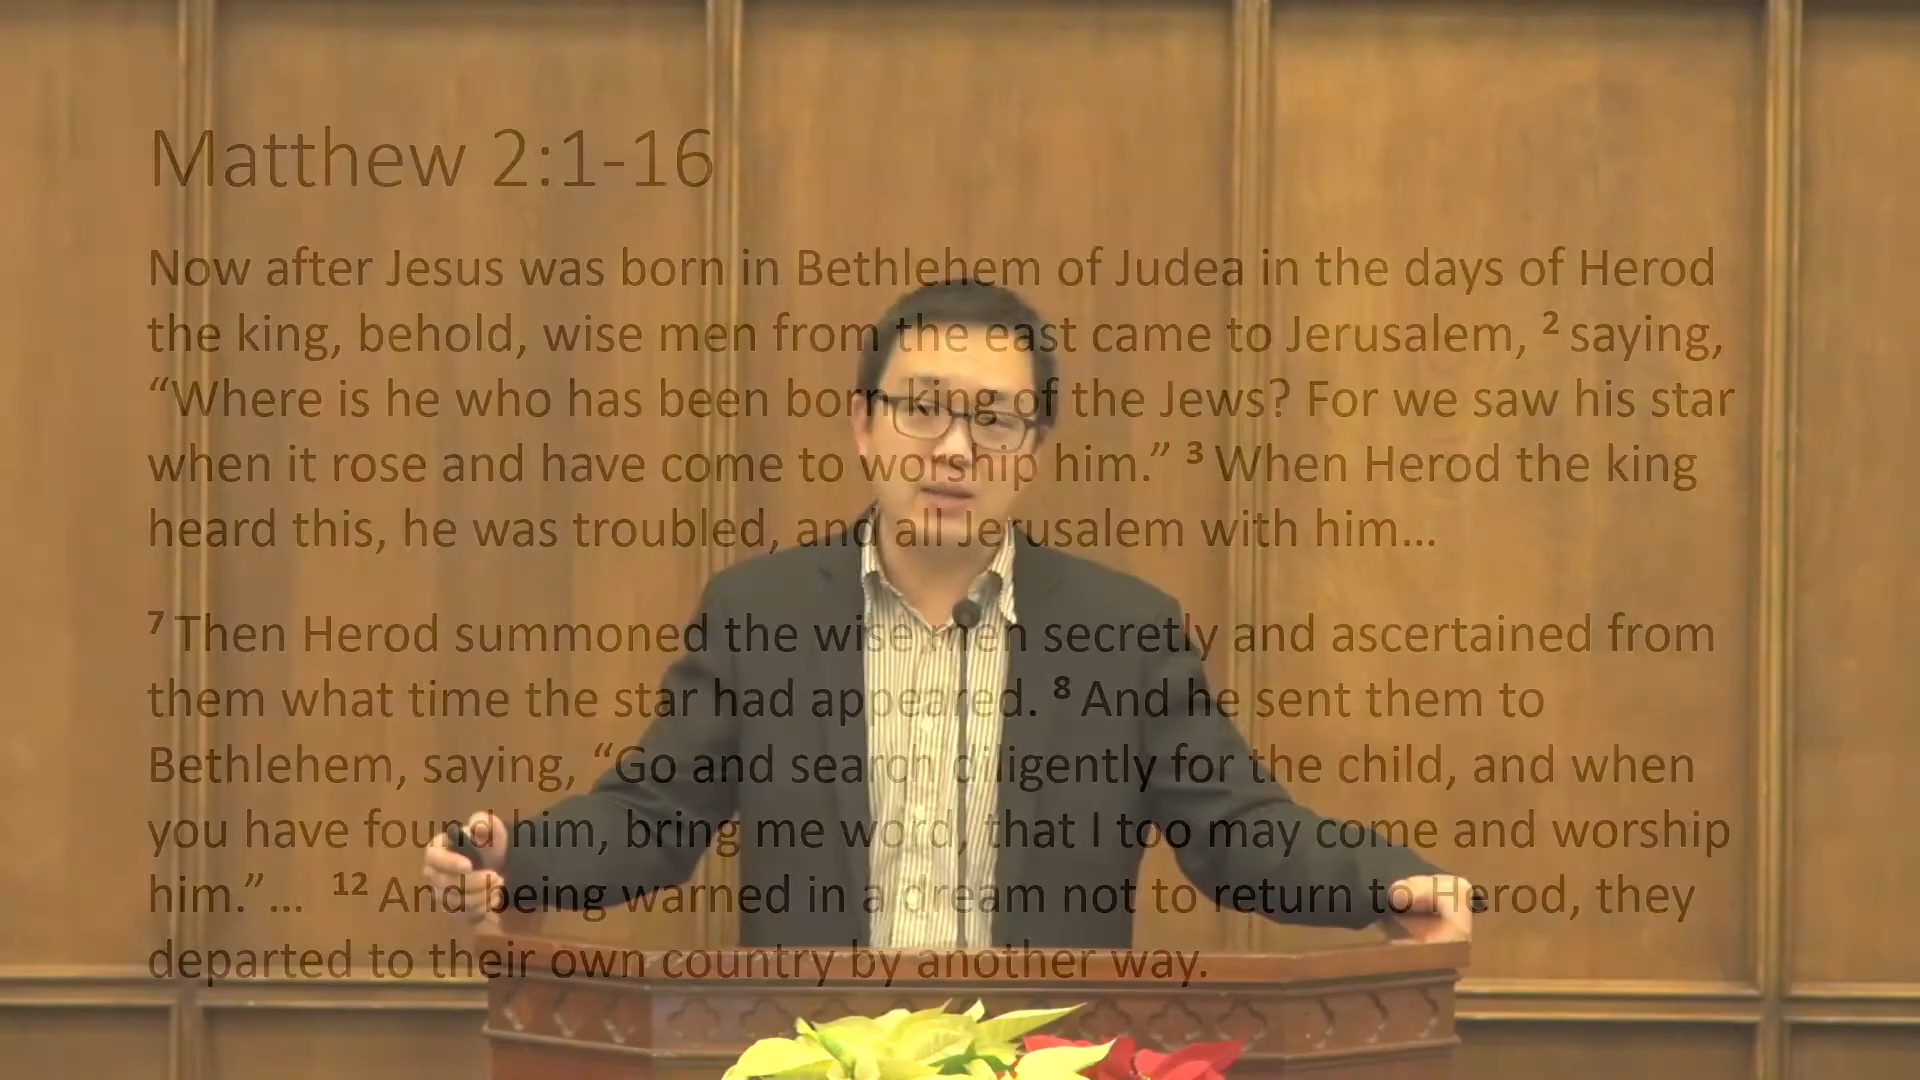 Matthew 2:1-16
Now after Jesus was born in Bethlehem of Judea in the days of Herod
the king, behold, wise men from the east came to Jerusalem, ² saying,
“Where is he who has been born king of the Jews? For we saw his star
when it rose and have come to worship him.” ³ When Herod the king
heard this, he was troubled, and all Jerusalem with him…
⁷ Then Herod summoned the wise men secretly and ascertained from
them what time the star had appeared. ⁸ And he sent them to
Bethlehem, saying, “Go and search diligently for the child, and when
you have found him, bring me word, that I too may come and worship
him.”… ¹² And being warned in a dream not to return to Herod, they
departed to their own country by another way.